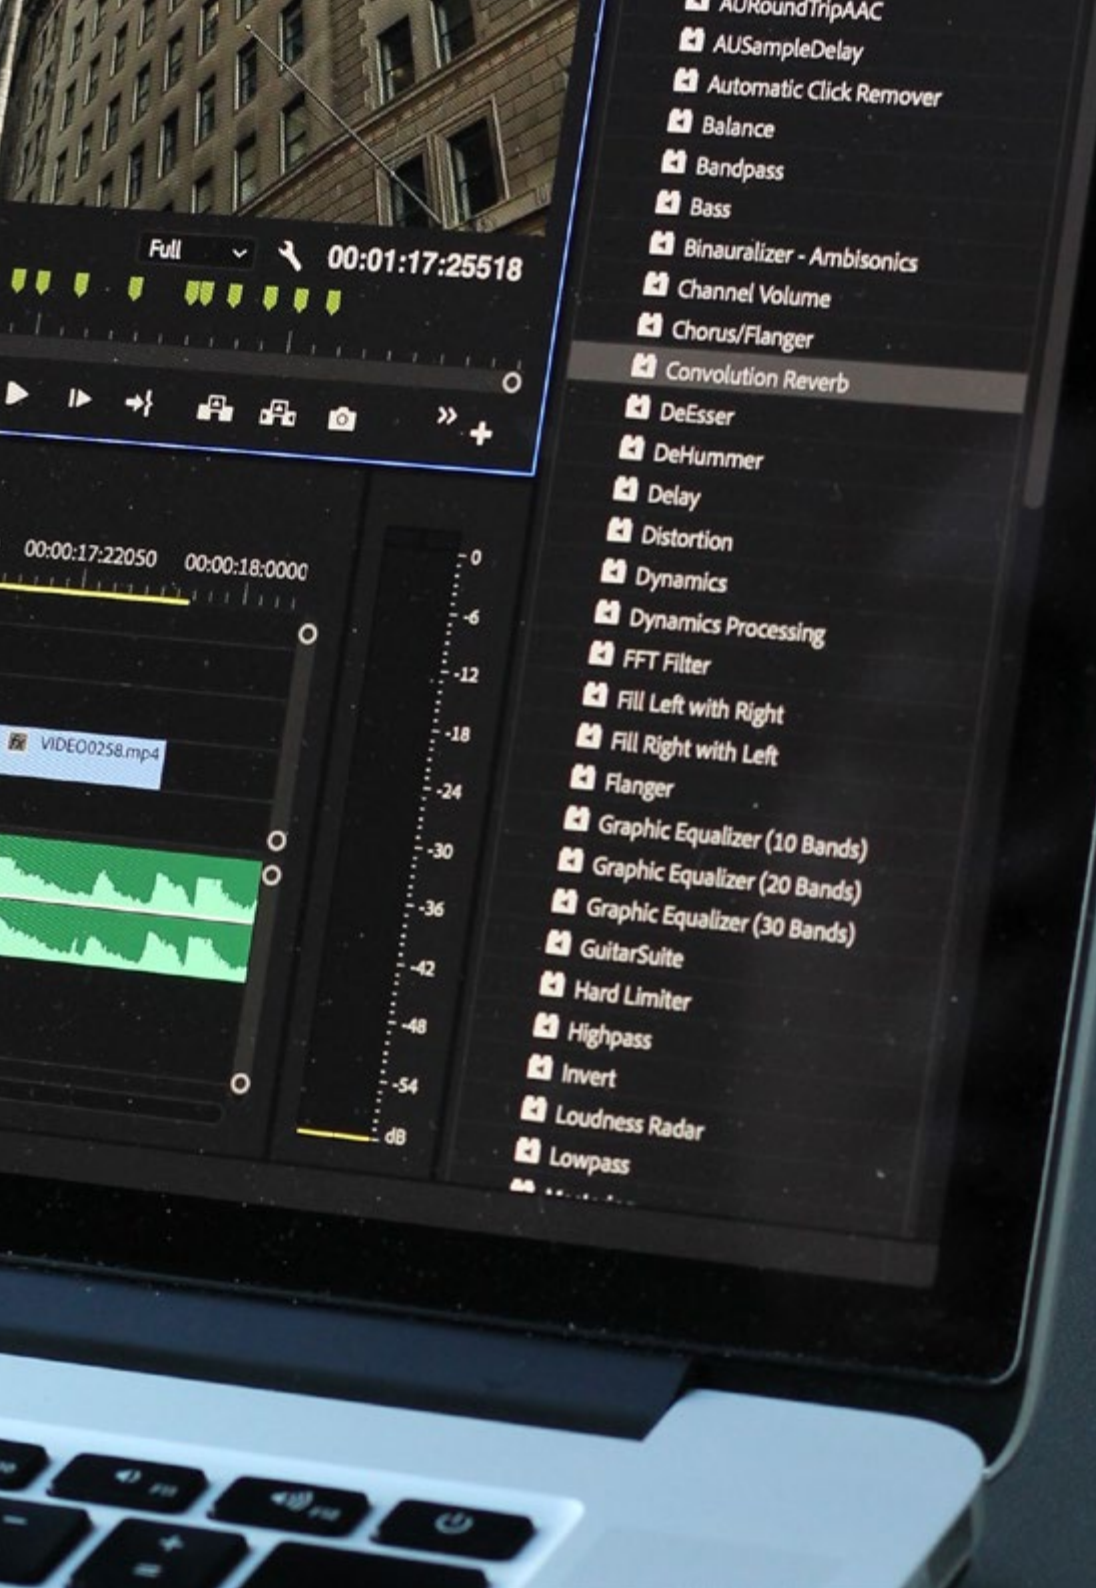 Full
00:01:17:25518
00:00:17:22050
00:00:18:0000
fx VIDEO0258.mp4
0
-6
-12
-18
-24
-30
-36
-42
-48
-54
dB
AURoundTripAAC
AUSampleDelay
Automatic Click Remover
Balance
Bandpass
Bass
Binauralizer - Ambisonics
Channel Volume
Chorus/Flanger
Convolution Reverb
DeEsser
DeHummer
Delay
Distortion
Dynamics
Dynamics Processing
FFT Filter
Fill Left with Right
Fill Right with Left
Flanger
Graphic Equalizer (10 Bands)
Graphic Equalizer (20 Bands)
Graphic Equalizer (30 Bands)
GuitarSuite
Hard Limiter
Highpass
Invert
Loudness Radar
Lowpass
F11
F12
-
+
=